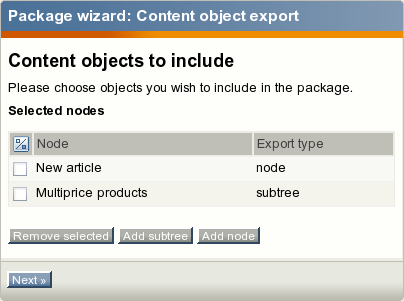 Package wizard: Content object export
Content objects to include
Please choose objects you wish to include in the package.
Selected nodes
Node Export type
New article node
Multiprice products subtree
Remove selected Add subtree Add node
Next »